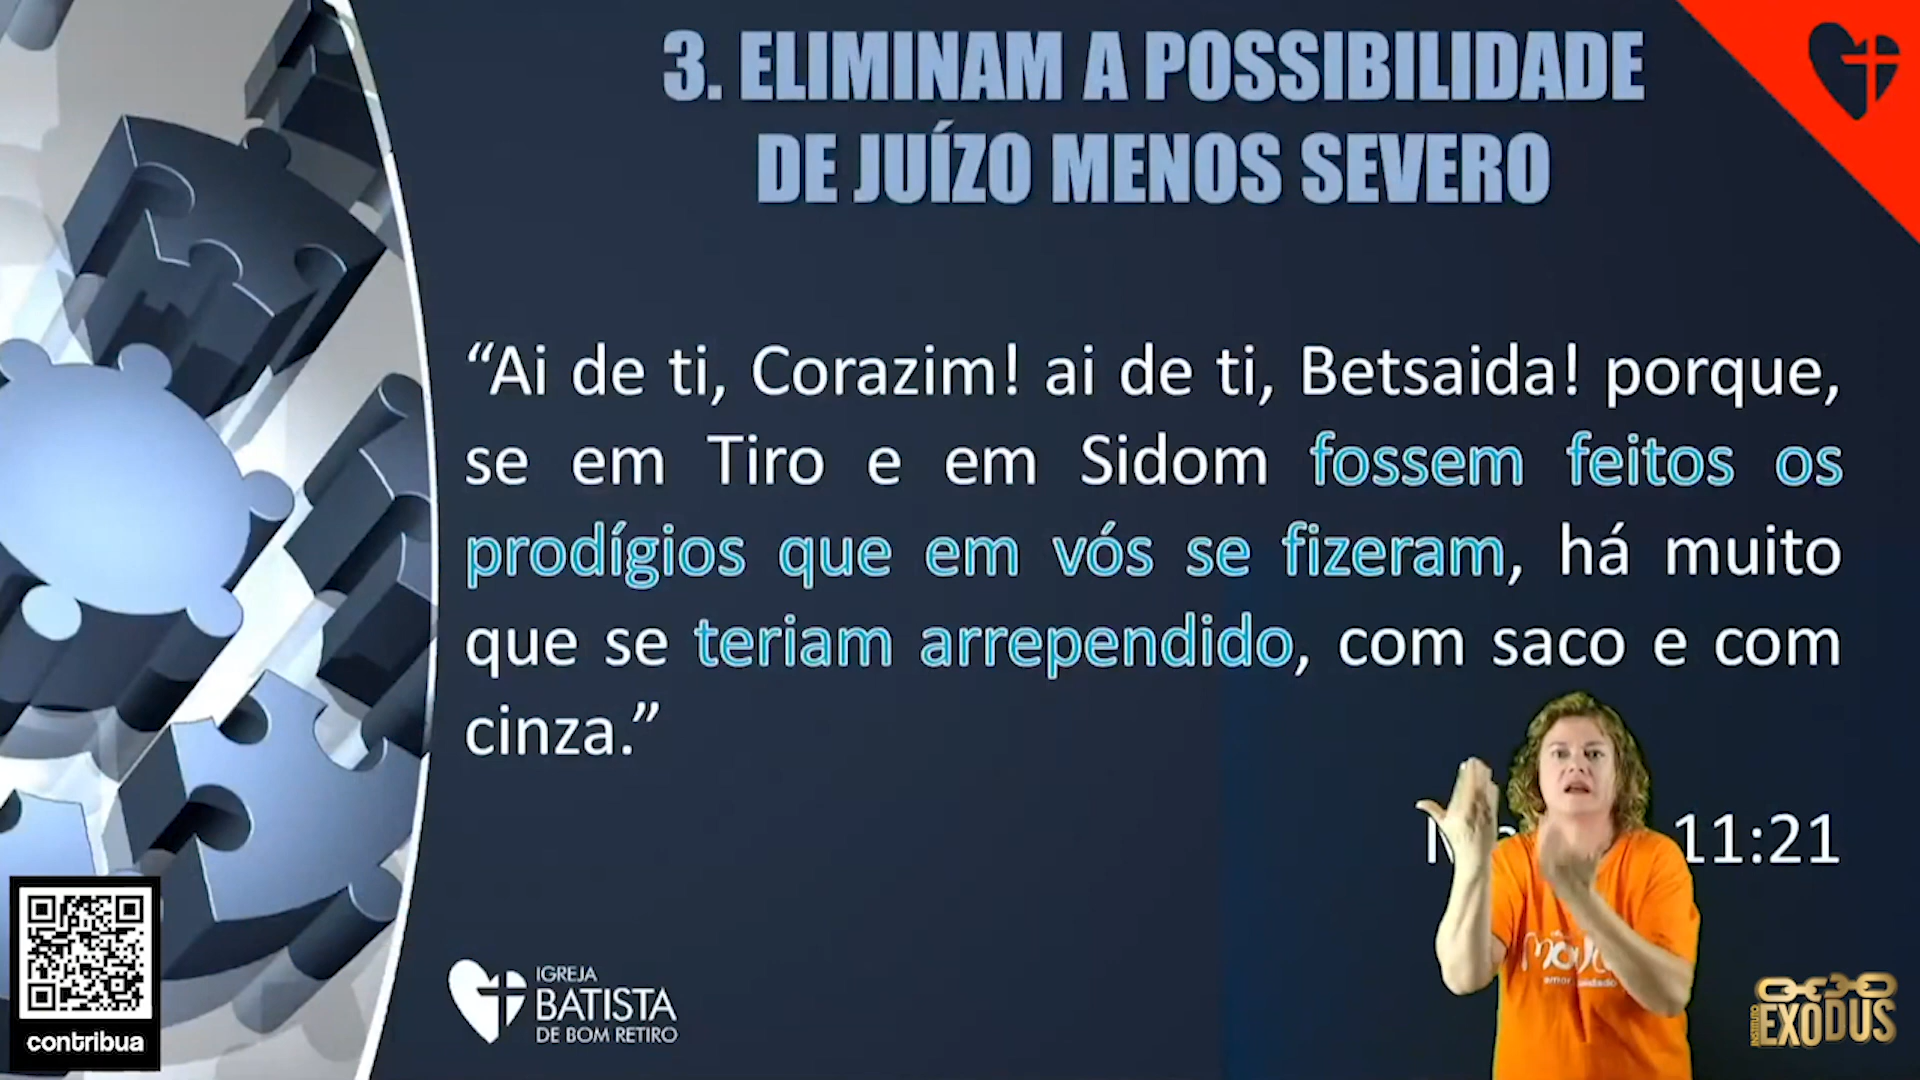 3. ELIMINAM A POSSIBILIDADE
DE JUÍZO MENOS SEVERO
“Ai de ti, Corazim! ai de ti, Betsaida! porque,
se em Tiro e em Sidom fossem feitos os
prodígios que em vós se fizeram, há muito
que se teriam arrependido, com saco e com
cinza.”
11:21
IGREJA
BATISTA
DE BOM RETIRO
contribua
amor
INSTITUTO
EXODUS